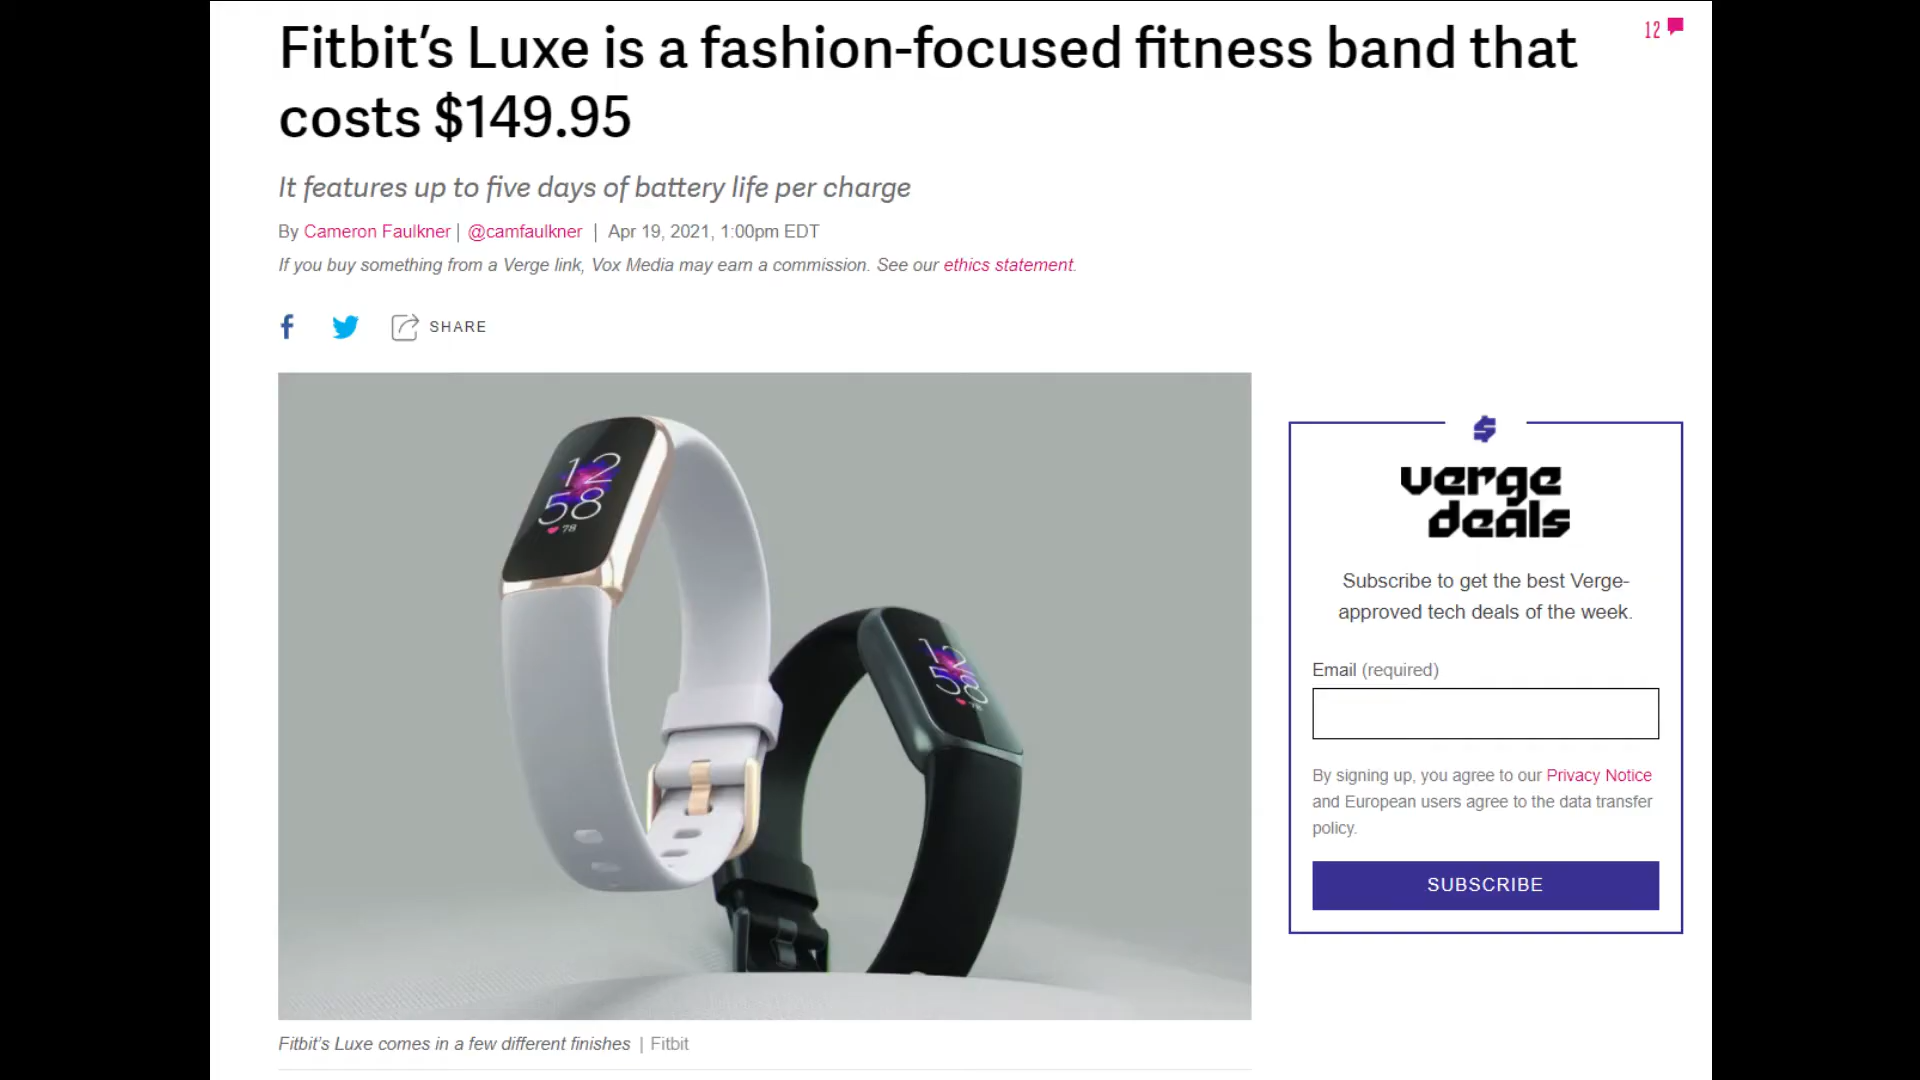 Fitbit’s Luxe is a fashion-focused fitness band that
costs $149.95
12
It features up to five days of battery life per charge
By Cameron Faulkner | @camfaulkner | Apr 19, 2021, 1:00pm EDT
If you buy something from a Verge link, Vox Media may earn a commission. See our ethics statement.
SHARE
12
58
78
12
58
78
Fitbit’s Luxe comes in a few different finishes | Fitbit
$
verge
deals
Subscribe to get the best Verge-
approved tech deals of the week.
Email (required)
By signing up, you agree to our Privacy Notice
and European users agree to the data transfer
policy.
SUBSCRIBE